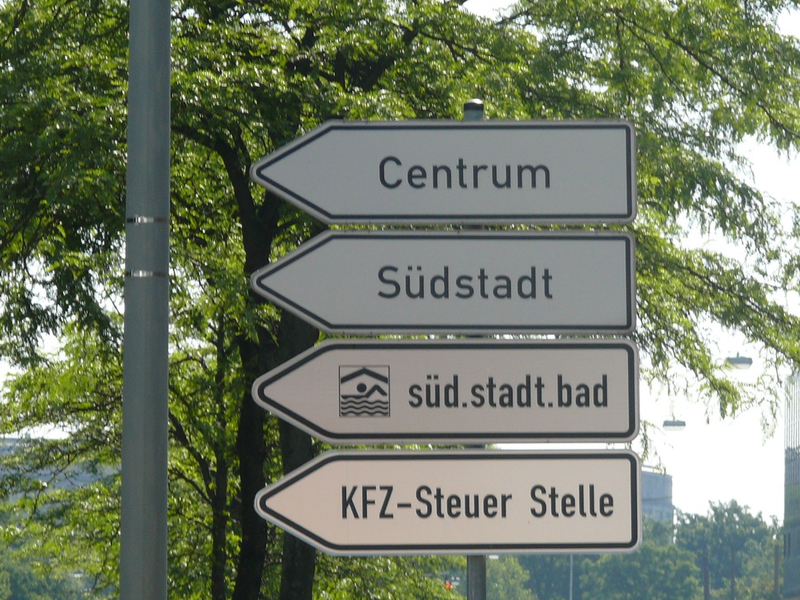 Centrum
Südstadt
süd.stadt.bad
KFZ-Steuer Stelle